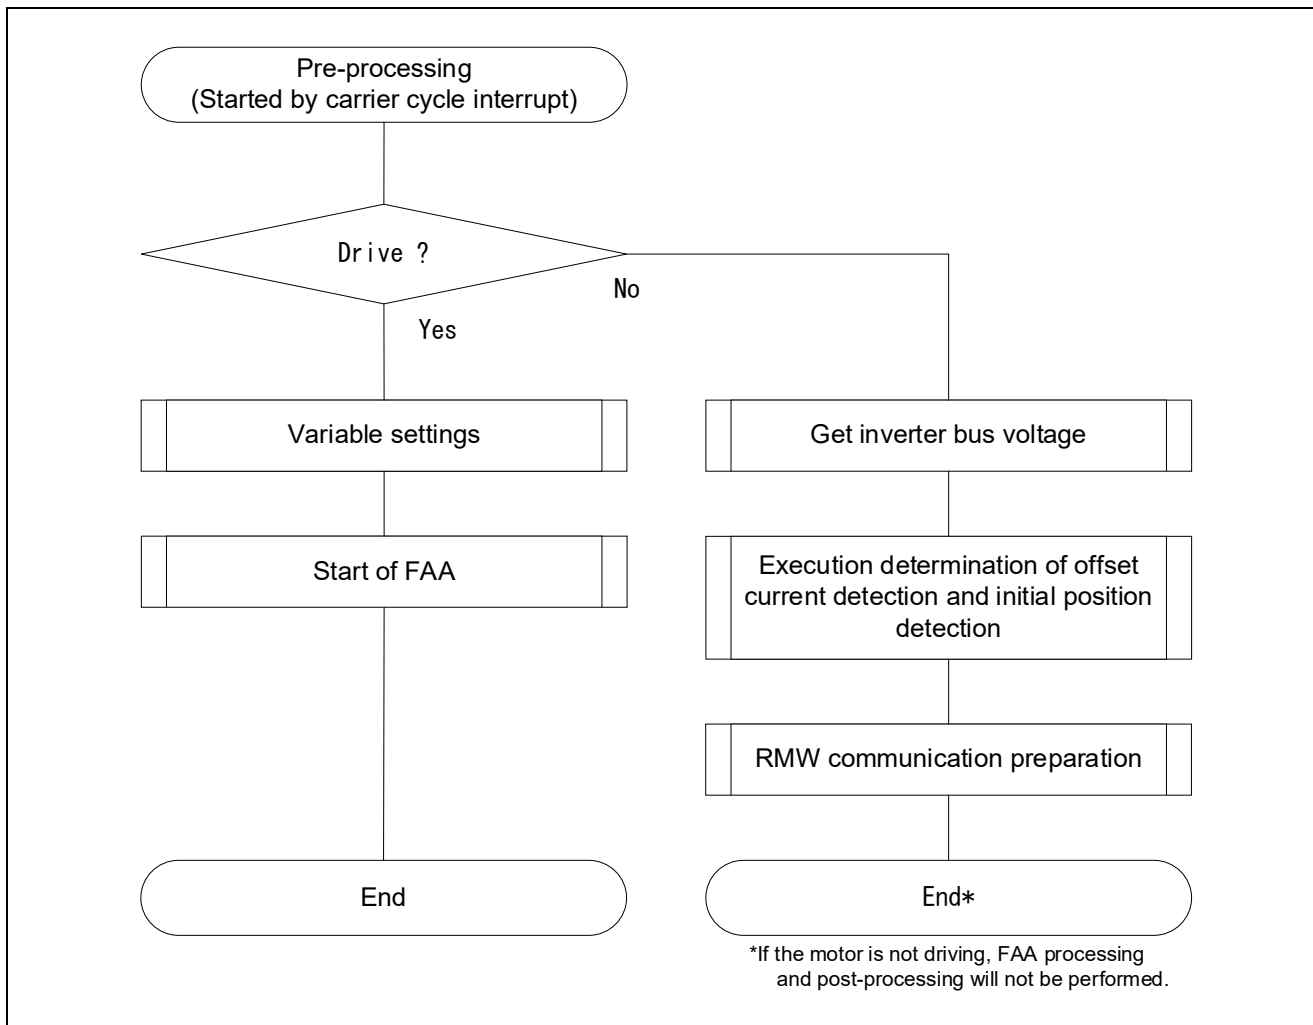 Pre-processing
(Started by carrier cycle interrupt)
Drive ?
No
Yes
Variable settings
Get inverter bus voltage
Start of FAA
Execution determination of offset
current detection and initial position
detection
RMW communication preparation
End
End*
*If the motor is not driving, FAA processing
and post-processing will not be performed.